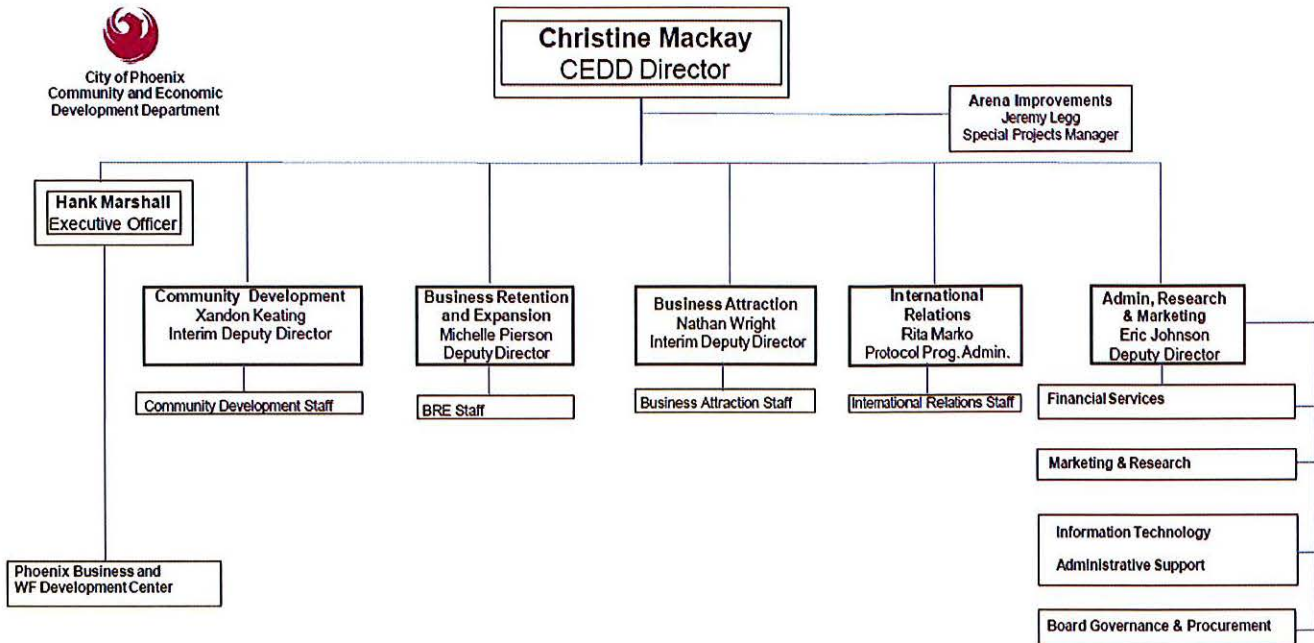 City of Phoenix
Community and Economic
Development Department
Christine Mackay
CEDD Director
Arena Improvements
Jeremy Legg
Special Projects Manager
Hank Marshall
Executive Officer
Community Development
Xandon Keating
Interim Deputy Director
Community Development Staff
Business Retention
and Expansion
Michelle Pierson
Deputy Director
BRE Staff
Business Attraction
Nathan Wright
Interim Deputy Director
Business Attraction Staff
International
Relations
Rita Marko
Protocol Prog. Admin.
International Relations Staff
Admin, Research
& Marketing
Eric Johnson
Deputy Director
Financial Services
Marketing & Research
Information Technology
Administrative Support
Board Governance & Procurement
Phoenix Business and
WF Development Center